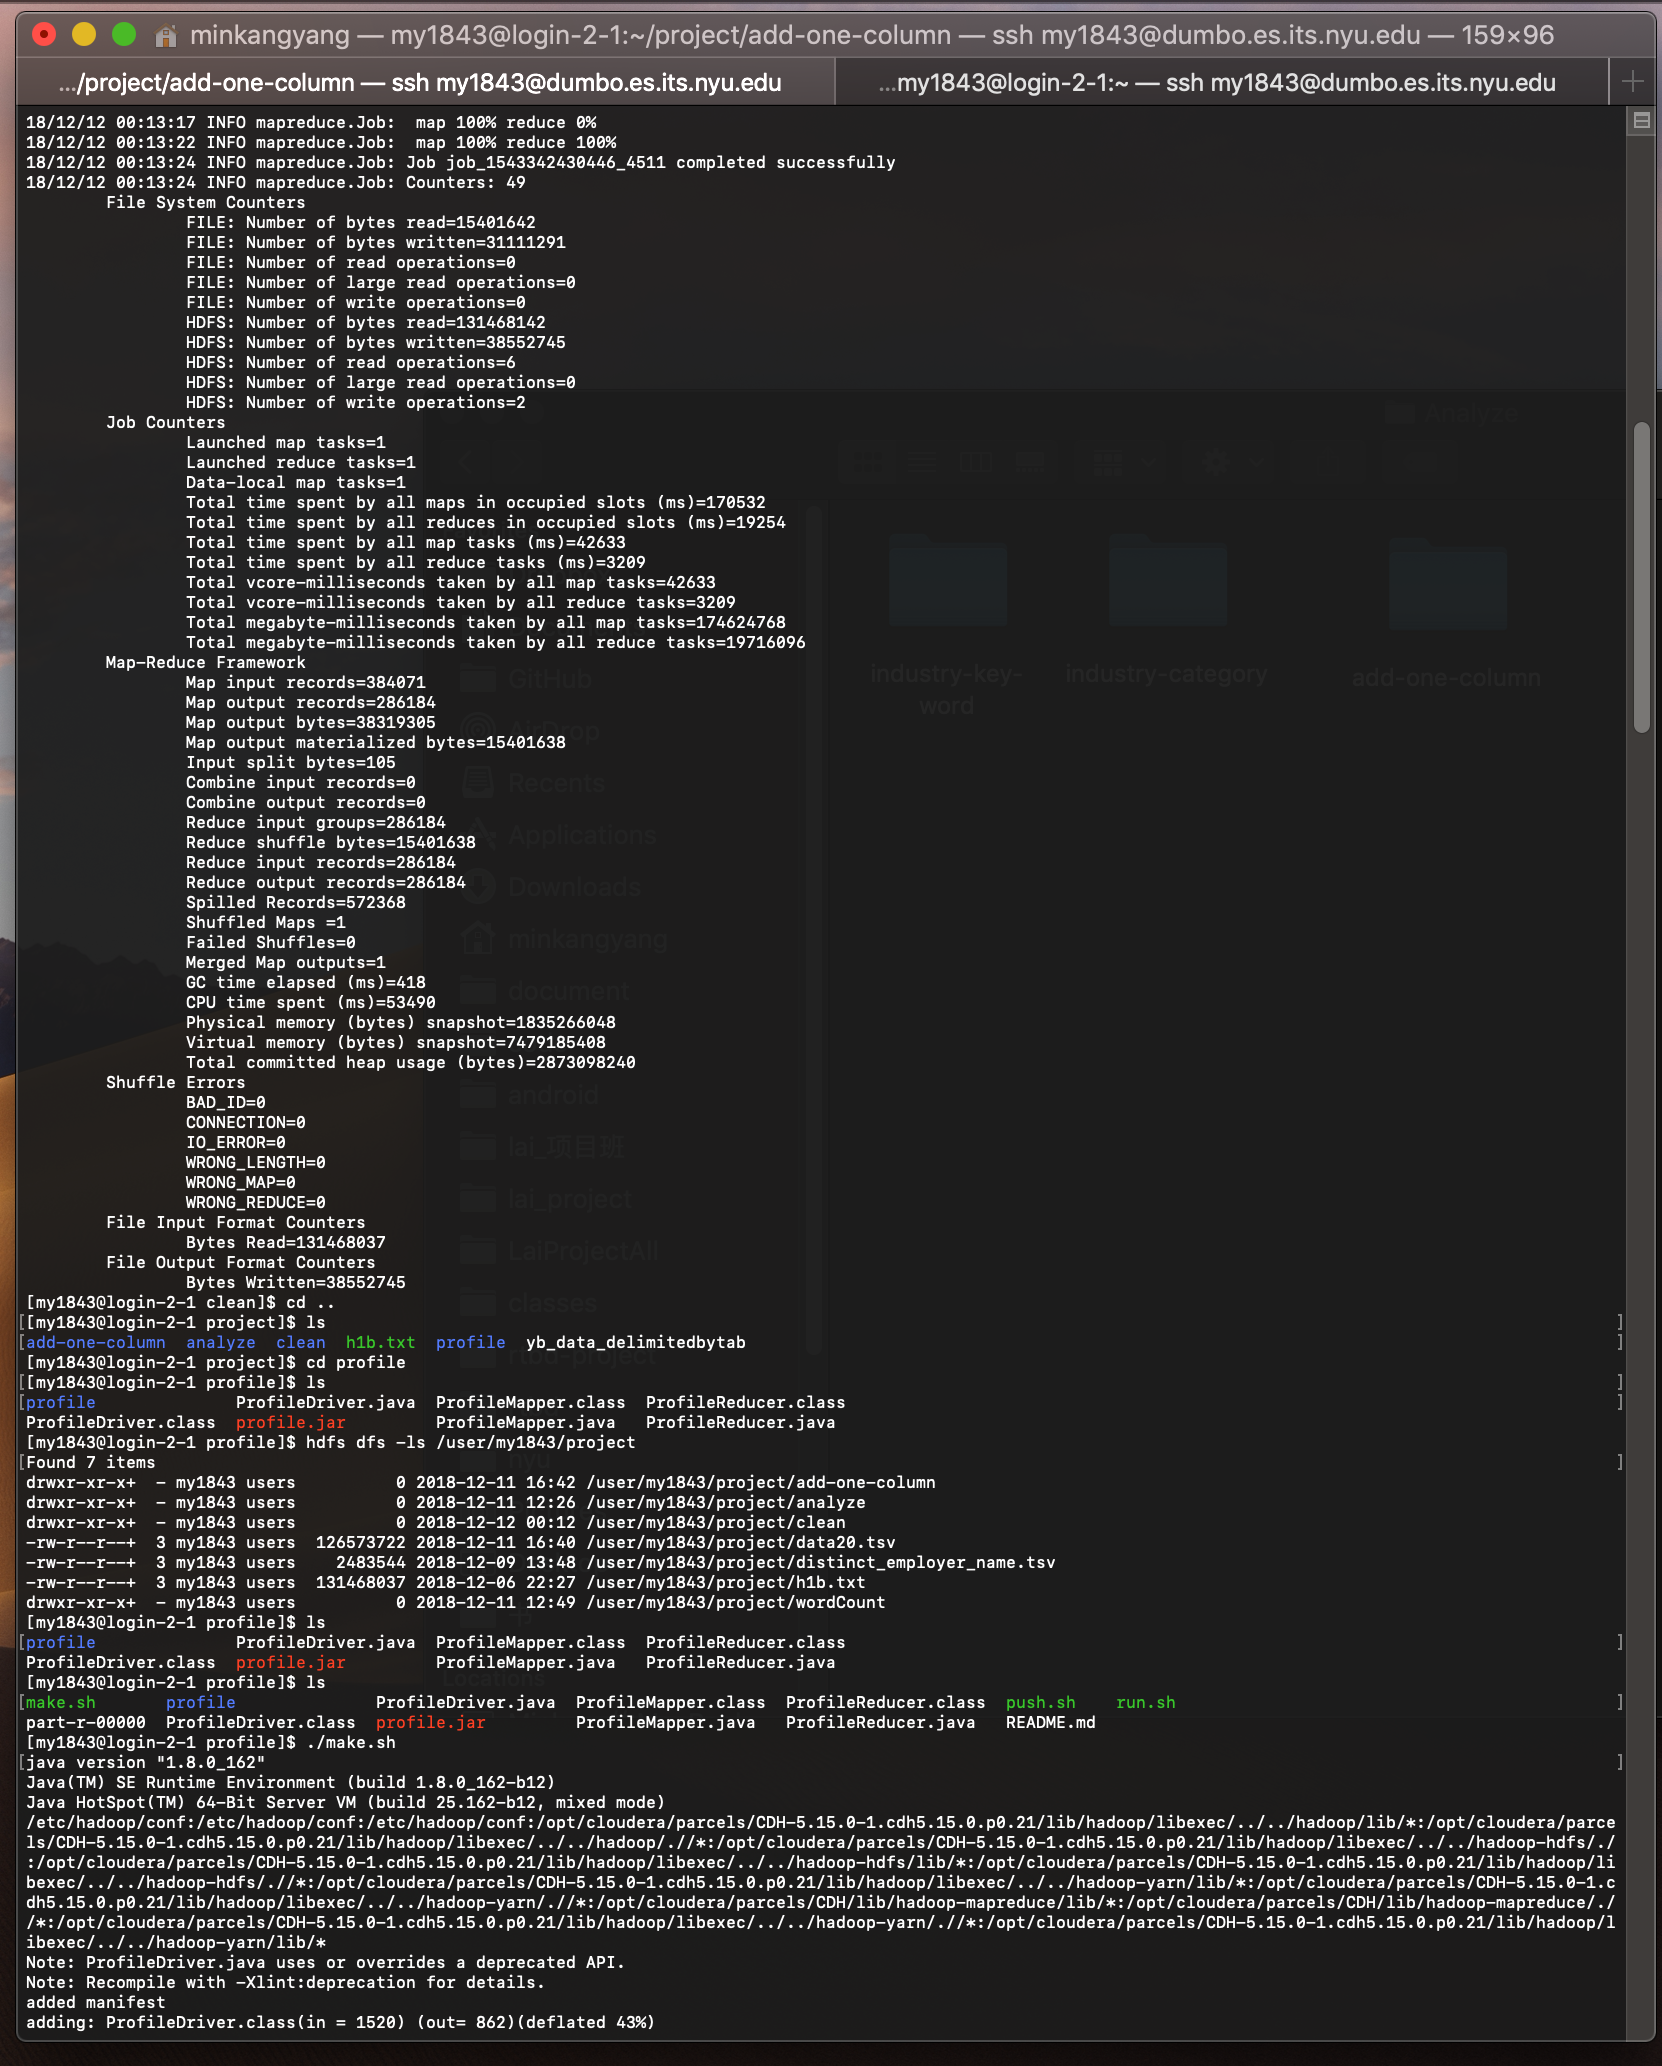 minkangyang — my1843@login-2-1:~/project/add-one-column — ssh my1843@dumbo.es.its.nyu.edu — 159×96
.../project/add-one-column — ssh my1843@dumbo.es.its.nyu.edu ...my1843@login-2-1:~ — ssh my1843@dumbo.es.its.nyu.edu +
18/12/12 00:13:17 INFO mapreduce.Job:  map 100% reduce 0%
18/12/12 00:13:22 INFO mapreduce.Job:  map 100% reduce 100%
18/12/12 00:13:24 INFO mapreduce.Job: Job job_1543342430446_4511 completed successfully
18/12/12 00:13:24 INFO mapreduce.Job: Counters: 49
File System Counters
FILE: Number of bytes read=15401642
FILE: Number of bytes written=31111291
FILE: Number of read operations=0
FILE: Number of large read operations=0
FILE: Number of write operations=0
HDFS: Number of bytes read=131468142
HDFS: Number of bytes written=38552745
HDFS: Number of read operations=6
HDFS: Number of large read operations=0
HDFS: Number of write operations=2
Analyze
Job Counters
Launched map tasks=1
Launched reduce tasks=1
Data-local map tasks=1
Total time spent by all maps in occupied slots (ms)=170532
Total time spent by all reduces in occupied slots (ms)=19254
Total time spent by all map tasks (ms)=42633
Total time spent by all reduce tasks (ms)=3209
Total vcore-milliseconds taken by all map tasks=42633
Total vcore-milliseconds taken by all reduce tasks=3209
Total megabyte-milliseconds taken by all map tasks=174624768
Total megabyte-milliseconds taken by all reduce tasks=19716096
Map-Reduce Framework
Map input records=384071
GitHub
industry-key-word
industry-category
add-one-column
Map output records=286184
Map output bytes=38319305
AirDrop
Map output materialized bytes=15401638
Input split bytes=105
Combine input records=0
Recents
Combine output records=0
Reduce input groups=286184
Applications
Reduce shuffle bytes=15401638
Reduce input records=286184
Reduce output records=286184
Downloads
Spilled Records=572368
Shuffled Maps =1
Failed Shuffles=0
minkangyang
Merged Map outputs=1
GC time elapsed (ms)=418
document
CPU time spent (ms)=53490
Physical memory (bytes) snapshot=1835266048
Virtual memory (bytes) snapshot=7479185408
Total committed heap usage (bytes)=2873098240
Shuffle Errors
BAD_ID=0
android
CONNECTION=0
IO_ERROR=0
lai_项目班
WRONG_LENGTH=0
WRONG_MAP=0
WRONG_REDUCE=0
lai_project
File Input Format Counters
Bytes Read=131468037
LaiProjectAll
File Output Format Counters
Bytes Written=38552745
classes
[my1843@login-2-1 clean]$ cd ..
[[my1843@login-2-1 project]$ ls ]
[add-one-column  analyze  clean  h1b.txt  profile  yb_data_delimitedbytab ]
rtbd-project
[my1843@login-2-1 project]$ cd profile
[[my1843@login-2-1 profile]$ ls ]
[profile              ProfileDriver.java  ProfileMapper.class  ProfileReducer.class ]
ProfileDriver.class  profile.jar         ProfileMapper.java   ProfileReducer.java
[my1843@login-2-1 profile]$ hdfs dfs -ls /user/my1843/project
[Found 7 items ]
nyu
drwxr-xr-x+  - my1843 users          0 2018-12-11 16:42 /user/my1843/project/add-one-column
drwxr-xr-x+  - my1843 users          0 2018-12-11 12:26 /user/my1843/project/analyze
drwxr-xr-x+  - my1843 users          0 2018-12-12 00:12 /user/my1843/project/clean
-rw-r--r--+  3 my1843 users  126573722 2018-12-11 16:40 /user/my1843/project/data20.tsv
-rw-r--r--+  3 my1843 users    2483544 2018-12-09 13:48 /user/my1843/project/distinct_employer_name.tsv
-rw-r--r--+  3 my1843 users  131468037 2018-12-06 22:27 /user/my1843/project/h1b.txt
drwxr-xr-x+  - my1843 users          0 2018-12-11 12:49 /user/my1843/project/wordCount
书
[my1843@login-2-1 profile]$ ls
[profile              ProfileDriver.java  ProfileMapper.class  ProfileReducer.class ]
ProfileDriver.class  profile.jar         ProfileMapper.java   ProfileReducer.java
Locations
[my1843@login-2-1 profile]$ ls
[make.sh       profile              ProfileDriver.java  ProfileMapper.class  ProfileReducer.class  push.sh    run.sh ]
part-r-00000  ProfileDriver.class  profile.jar         ProfileMapper.java   ProfileReducer.java   README.md
[my1843@login-2-1 profile]$ ./make.sh
[java version "1.8.0_162" ]
Java(TM) SE Runtime Environment (build 1.8.0_162-b12)
Java HotSpot(TM) 64-Bit Server VM (build 25.162-b12, mixed mode)
/etc/hadoop/conf:/etc/hadoop/conf:/etc/hadoop/conf:/opt/cloudera/parcels/CDH-5.15.0-1.cdh5.15.0.p0.21/lib/hadoop/libexec/../../hadoop/lib/*:/opt/cloudera/parce
ls/CDH-5.15.0-1.cdh5.15.0.p0.21/lib/hadoop/libexec/../../hadoop/.//*:/opt/cloudera/parcels/CDH-5.15.0-1.cdh5.15.0.p0.21/lib/hadoop/libexec/../../hadoop-hdfs/./
:/opt/cloudera/parcels/CDH-5.15.0-1.cdh5.15.0.p0.21/lib/hadoop/libexec/../../hadoop-hdfs/lib/*:/opt/cloudera/parcels/CDH-5.15.0-1.cdh5.15.0.p0.21/lib/hadoop/li
bexec/../../hadoop-hdfs/.//*:/opt/cloudera/parcels/CDH-5.15.0-1.cdh5.15.0.p0.21/lib/hadoop/libexec/../../hadoop-yarn/lib/*:/opt/cloudera/parcels/CDH-5.15.0-1.c
dh5.15.0.p0.21/lib/hadoop/libexec/../../hadoop-yarn/.//*:/opt/cloudera/parcels/CDH/lib/hadoop-mapreduce/lib/*:/opt/cloudera/parcels/CDH/lib/hadoop-mapreduce/./
/*:/opt/cloudera/parcels/CDH-5.15.0-1.cdh5.15.0.p0.21/lib/hadoop/libexec/../../hadoop-yarn/.//*:/opt/cloudera/parcels/CDH-5.15.0-1.cdh5.15.0.p0.21/lib/hadoop/l
ibexec/../../hadoop-yarn/lib/*
Note: ProfileDriver.java uses or overrides a deprecated API.
Note: Recompile with -Xlint:deprecation for details.
added manifest
adding: ProfileDriver.class(in = 1520) (out= 862)(deflated 43%)